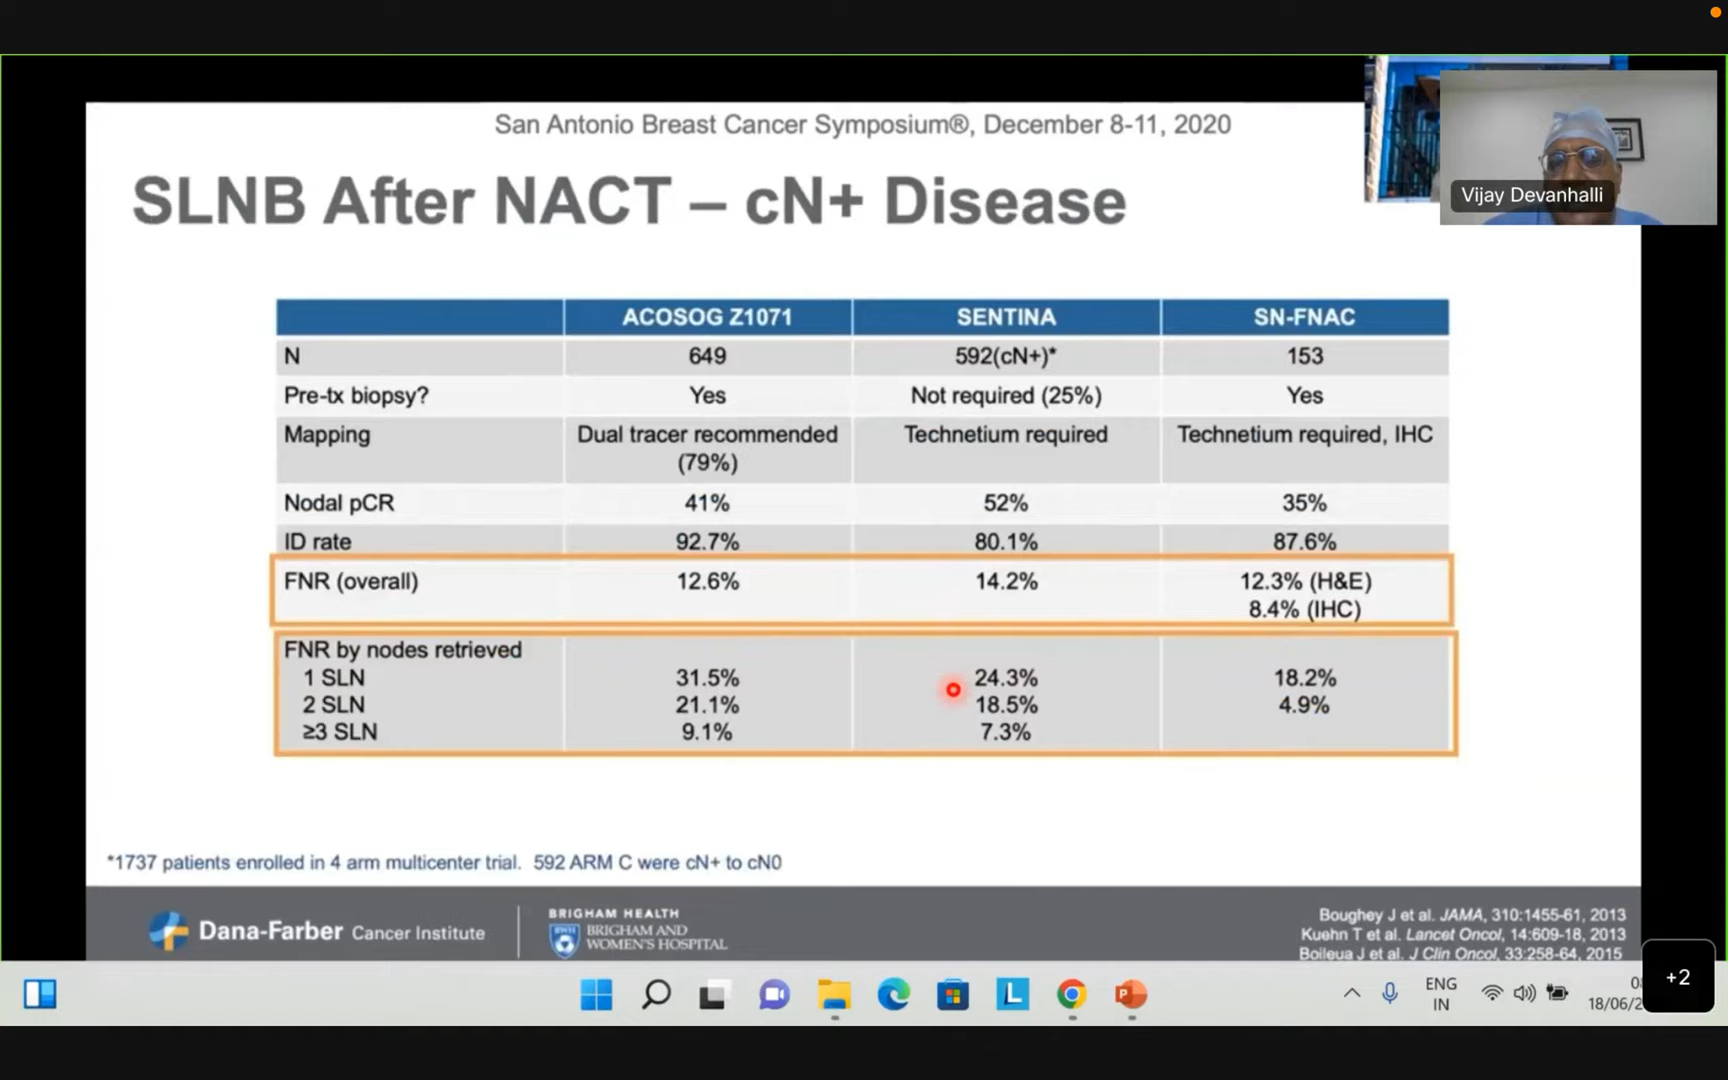 San Antonio Breast Cancer Symposium®, December 8-11, 2020
Vijay Devanhalli
SLNB After NACT – cN+ Disease
ACOSOG Z1071 SENTINA SN-FNAC
N 649 592(cN+)* 153
Pre-tx biopsy? Yes Not required (25%) Yes
Mapping Dual tracer recommended Technetium required Technetium required, IHC
(79%)
Nodal pCR 41% 52% 35%
ID rate 92.7% 80.1% 87.6%
FNR (overall) 12.6% 14.2% 12.3% (H&E)
8.4% (IHC)
FNR by nodes retrieved
1 SLN 31.5% 24.3% 18.2%
2 SLN 21.1% 18.5% 4.9%
≥3 SLN 9.1% 7.3%
*1737 patients enrolled in 4 arm multicenter trial. 592 ARM C were cN+ to cN0
Dana-Farber Cancer Institute
BRIGHAM HEALTH
BWH
BRIGHAM AND
WOMEN'S HOSPITAL
Boughey J et al. JAMA, 310:1455-61, 2013
Kuehn T et al. Lancet Oncol, 14:609-18, 2013
Boileua J et al. J Clin Oncol, 33:258-64, 2015
+2
ENG
IN
18/06/2